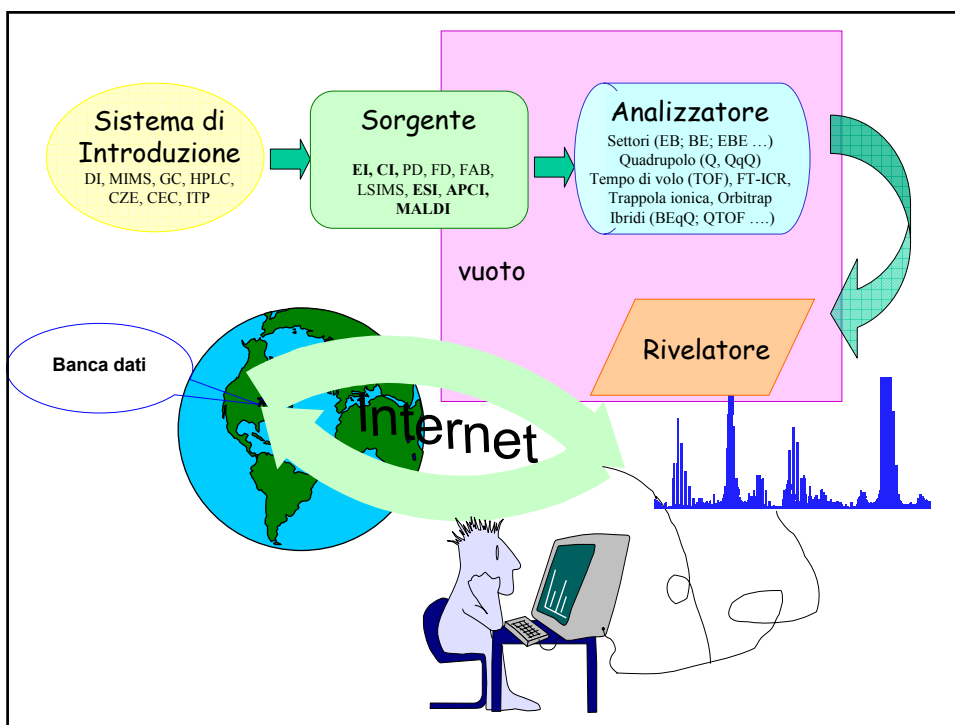 Sistema di
Introduzione
DI, MIMS, GC, HPLC,
CZE, CEC, ITP
Sorgente
EI, CI, PD, FD, FAB,
LSIMS, ESI, APCI,
MALDI
Analizzatore
Settori (EB; BE; EBE …)
Quadrupolo (Q, QqQ)
Tempo di volo (TOF), FT-ICR,
Trappola ionica, Orbitrap
Ibridi (BEqQ; QTOF ….)
vuoto
Rivelatore
Banca dati
Internet